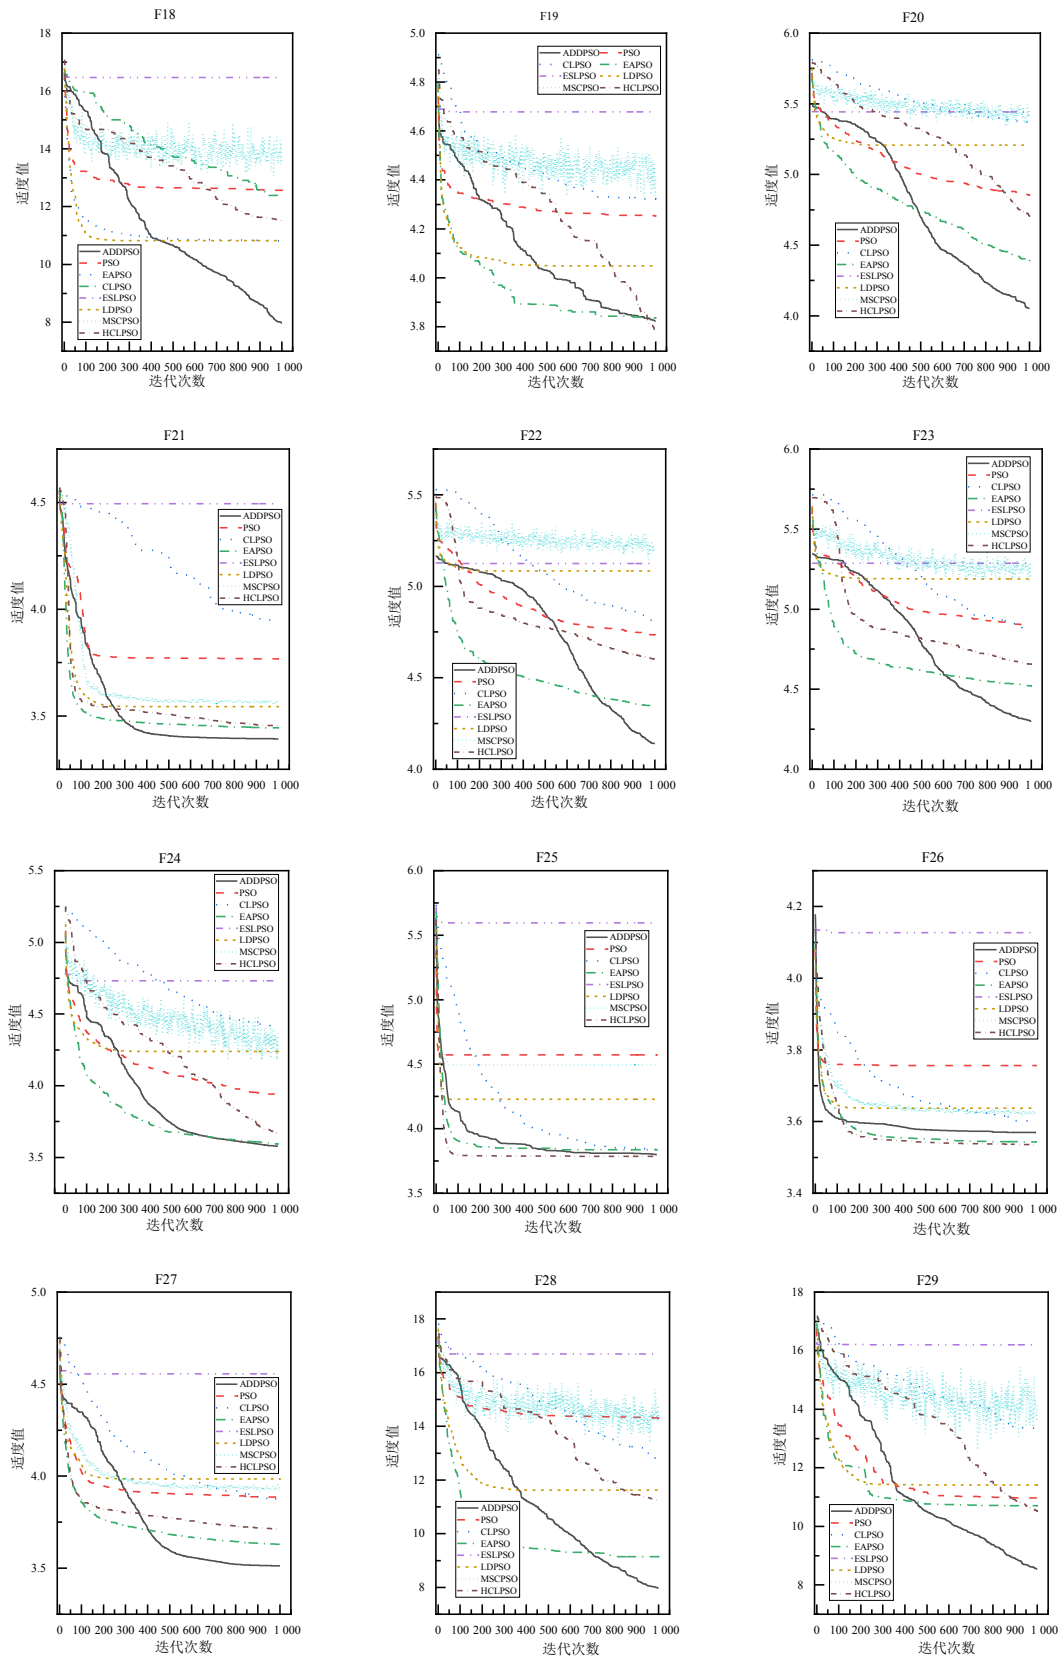 F18
18
16
14
12
10
8
适度值
ADDPSO
PSO
EAPSO
CLPSO
ESLPSO
LDPSO
MSCPSO
HCLPSO
0 100 200 300 400 500 600 700 800 900 1 000
迭代次数
F19
5.0
4.8
4.6
4.4
4.2
4.0
3.8
适度值
ADDPSO PSO
CLPSO EAPSO
ESLPSO LDPSO
MSCPSO HCLPSO
0 100 200 300 400 500 600 700 800 900 1 000
迭代次数
F20
6.0
5.5
5.0
4.5
4.0
适度值
ADDPSO
PSO
CLPSO
EAPSO
ESLPSO
LDPSO
MSCPSO
HCLPSO
0 100 200 300 400 500 600 700 800 900 1 000
迭代次数
F21
4.5
4.0
3.5
适度值
ADDPSO
PSO
CLPSO
EAPSO
ESLPSO
LDPSO
MSCPSO
HCLPSO
0 100 200 300 400 500 600 700 800 900 1 000
迭代次数
F22
5.5
5.0
4.5
4.0
适度值
ADDPSO
PSO
CLPSO
EAPSO
ESLPSO
LDPSO
MSCPSO
HCLPSO
0 100 200 300 400 500 600 700 800 900 1 000
迭代次数
F23
6.0
5.5
5.0
4.5
4.0
适度值
ADDPSO
PSO
CLPSO
EAPSO
ESLPSO
LDPSO
MSCPSO
HCLPSO
0 100 200 300 400 500 600 700 800 900 1 000
迭代次数
F24
5.5
5.0
4.5
4.0
3.5
适度值
ADDPSO
PSO
CLPSO
EAPSO
ESLPSO
LDPSO
MSCPSO
HCLPSO
0 100 200 300 400 500 600 700 800 900 1 000
迭代次数
F25
6.0
5.5
5.0
4.5
4.0
3.5
适度值
ADDPSO
PSO
CLPSO
EAPSO
ESLPSO
LDPSO
MSCPSO
HCLPSO
0 100 200 300 400 500 600 700 800 900 1 000
迭代次数
F26
4.2
4.0
3.8
3.6
3.4
适度值
ADDPSO
PSO
CLPSO
EAPSO
ESLPSO
LDPSO
MSCPSO
HCLPSO
0 100 200 300 400 500 600 700 800 900 1 000
迭代次数
F27
5.0
4.5
4.0
3.5
适度值
ADDPSO
PSO
CLPSO
EAPSO
ESLPSO
LDPSO
MSCPSO
HCLPSO
0 100 200 300 400 500 600 700 800 900 1 000
迭代次数
F28
18
16
14
12
10
8
适度值
ADDPSO
PSO
CLPSO
EAPSO
ESLPSO
LDPSO
MSCPSO
HCLPSO
0 100 200 300 400 500 600 700 800 900 1 000
迭代次数
F29
18
16
14
12
10
8
适度值
ADDPSO
PSO
CLPSO
EAPSO
ESLPSO
LDPSO
MSCPSO
HCLPSO
0 100 200 300 400 500 600 700 800 900 1 000
迭代次数